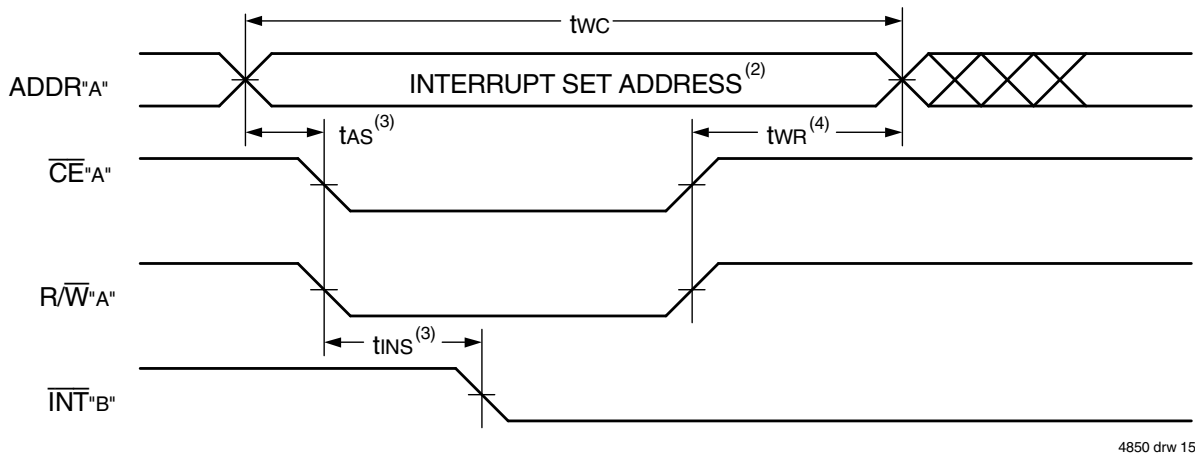 tWC
ADDR"A"
INTERRUPT SET ADDRESS(2)
tAS(3)
tWR(4)
CE"A"
R/W"A"
tINS(3)
INT"B"
4850 drw 15